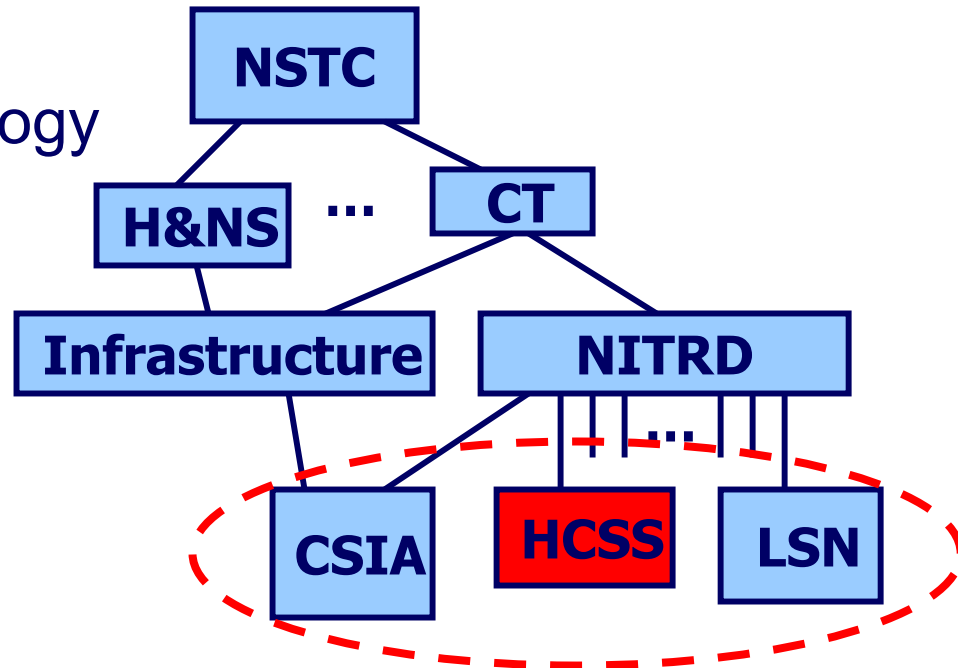 NSTC
ogy
H&NS
...
CT
Infrastructure
NITRD
...
CSIA
HCSS
LSN